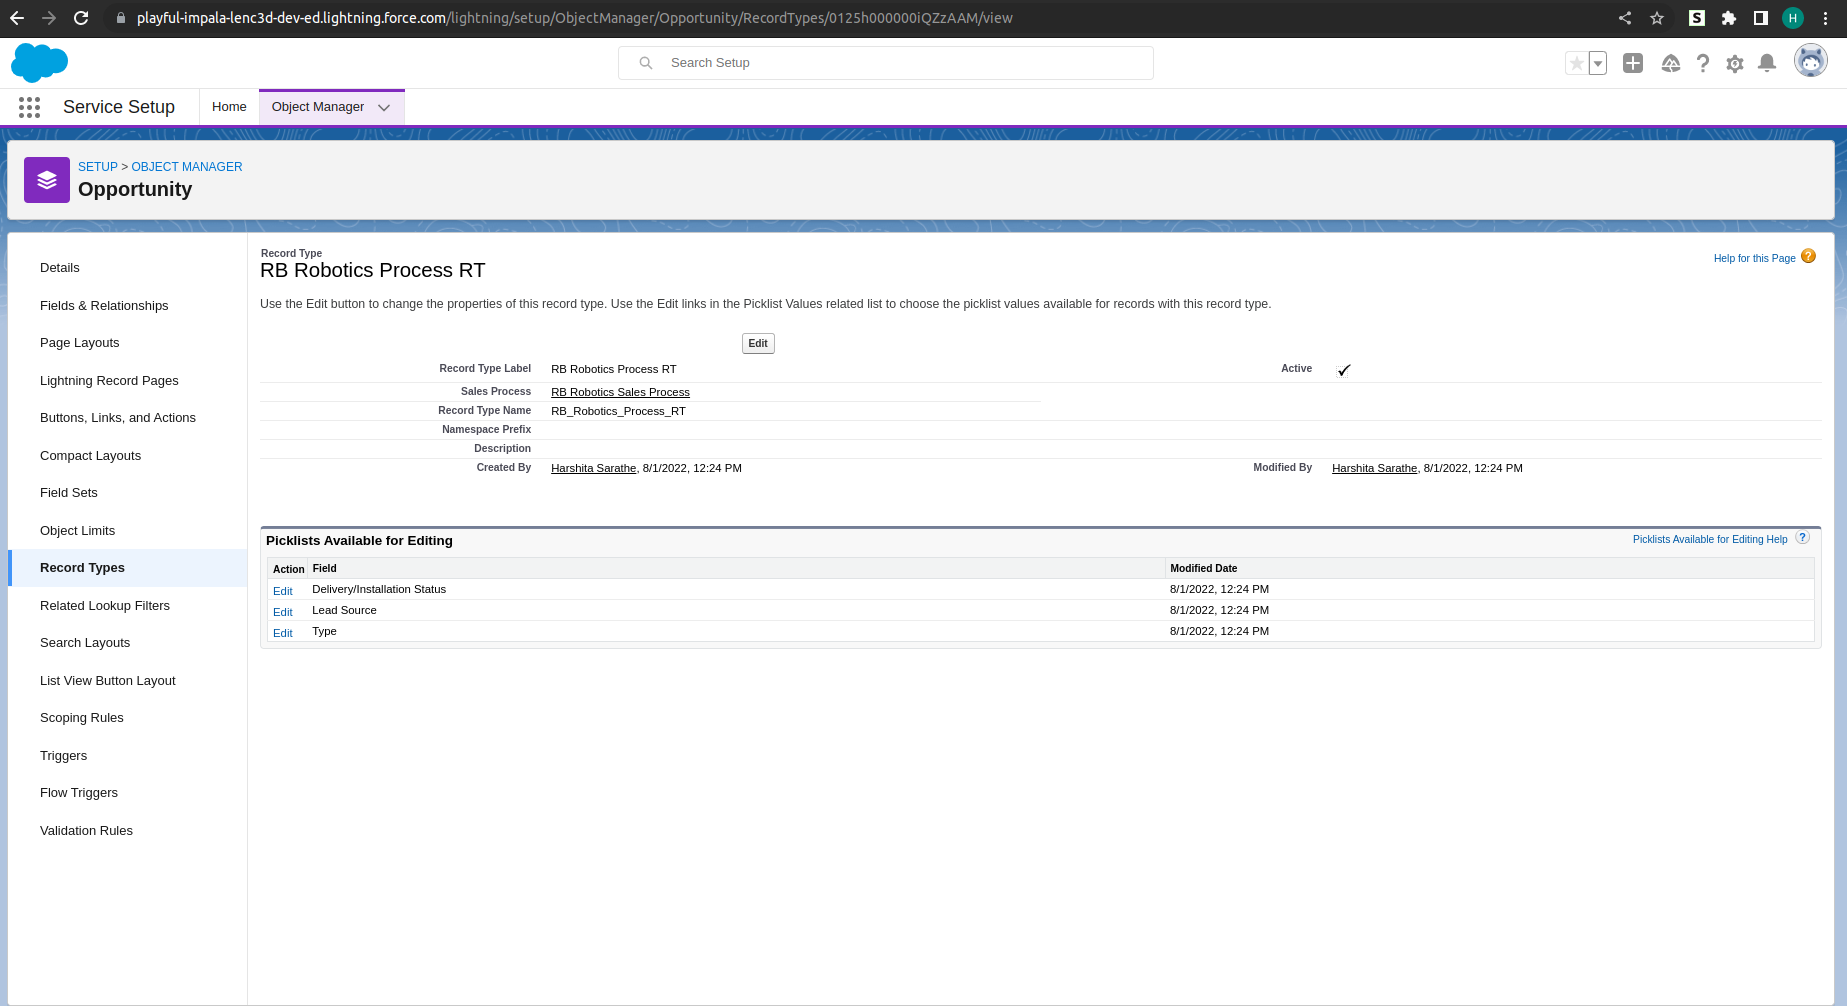 playful-impala-lenc3d-dev-ed.lightning.force.com/lightning/setup/ObjectManager/Opportunity/RecordTypes/0125h000000iQZzAAM/view
S
H
Search Setup
Service Setup
Home
Object Manager
SETUP > OBJECT MANAGER
Opportunity
Details
Fields & Relationships
Page Layouts
Lightning Record Pages
Buttons, Links, and Actions
Compact Layouts
Field Sets
Object Limits
Record Types
Related Lookup Filters
Search Layouts
List View Button Layout
Scoping Rules
Triggers
Flow Triggers
Validation Rules
Record Type
RB Robotics Process RT
Help for this Page ?
Use the Edit button to change the properties of this record type. Use the Edit links in the Picklist Values related list to choose the picklist values available for records with this record type.
Edit
Record Type Label RB Robotics Process RT Active ✓
Sales Process RB Robotics Sales Process
Record Type Name RB_Robotics_Process_RT
Namespace Prefix
Description
Created By Harshita Sarathe, 8/1/2022, 12:24 PM Modified By Harshita Sarathe, 8/1/2022, 12:24 PM
Picklists Available for Editing
Picklists Available for Editing Help ?
Action Field Modified Date
Edit Delivery/Installation Status 8/1/2022, 12:24 PM
Edit Lead Source 8/1/2022, 12:24 PM
Edit Type 8/1/2022, 12:24 PM